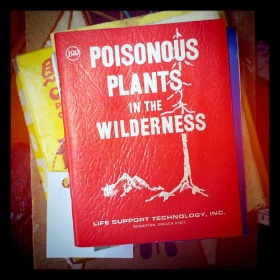 POISONOUS
PLANTS
IN THE
WILDERNESS
LIFE SUPPORT TECHNOLOGY, INC.